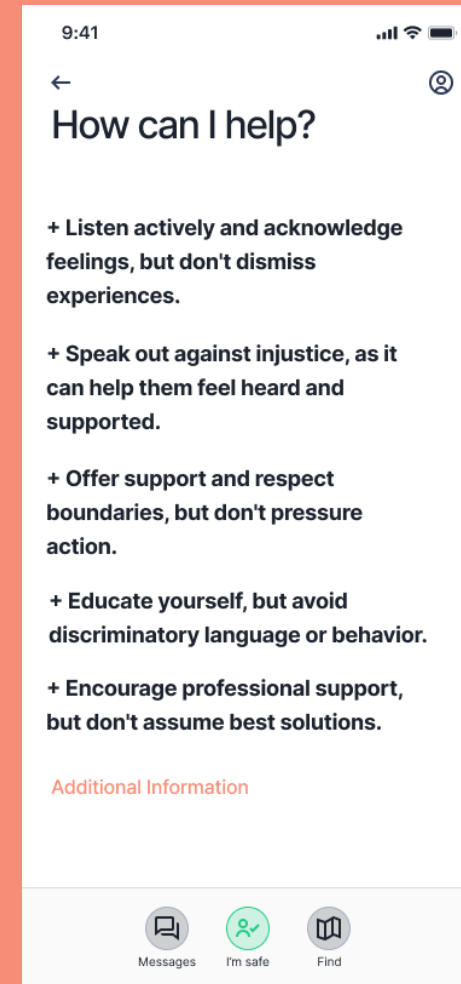 9:41
How can I help?
+ Listen actively and acknowledge
feelings, but don't dismiss
experiences.
+ Speak out against injustice, as it
can help them feel heard and
supported.
+ Offer support and respect
boundaries, but don't pressure
action.
+ Educate yourself, but avoid
discriminatory language or behavior.
+ Encourage professional support,
but don't assume best solutions.
Additional Information
Messages
I'm safe
Find